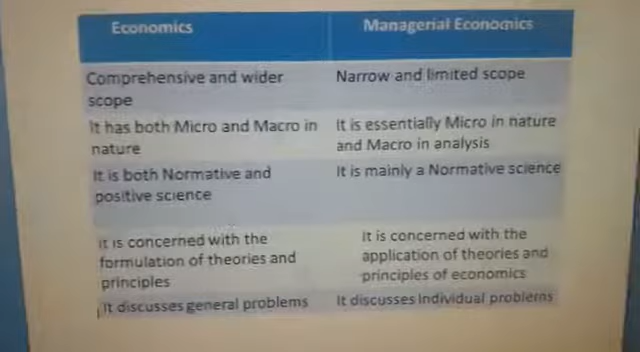 Economics
Managerial Economics
Comprehensive and wider
scope
Narrow and limited scope
It has both Micro and Macro in
nature
It is essentially Micro in nature
and Macro in analysis
It is both Normative and
positive science
It is mainly a Normative science
It is concerned with the
formulation of theories and
principles
It is concerned with the
application of theories and
principles of economics
It discusses general problems
It discusses Individual problems